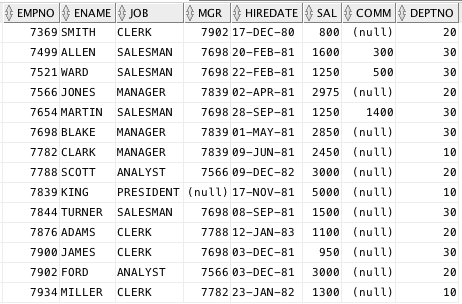 EMPNO ENAME JOB MGR HIREDATE SAL COMM DEPTNO
7369 SMITH CLERK 7902 17-DEC-80 800 (null) 20
7499 ALLEN SALESMAN 7698 20-FEB-81 1600 300 30
7521 WARD SALESMAN 7698 22-FEB-81 1250 500 30
7566 JONES MANAGER 7839 02-APR-81 2975 (null) 20
7654 MARTIN SALESMAN 7698 28-SEP-81 1250 1400 30
7698 BLAKE MANAGER 7839 01-MAY-81 2850 (null) 30
7782 CLARK MANAGER 7839 09-JUN-81 2450 (null) 10
7788 SCOTT ANALYST 7566 09-DEC-82 3000 (null) 20
7839 KING PRESIDENT (null) 17-NOV-81 5000 (null) 10
7844 TURNER SALESMAN 7698 08-SEP-81 1500 (null) 30
7876 ADAMS CLERK 7788 12-JAN-83 1100 (null) 20
7900 JAMES CLERK 7698 03-DEC-81 950 (null) 30
7902 FORD ANALYST 7566 03-DEC-81 3000 (null) 20
7934 MILLER CLERK 7782 23-JAN-82 1300 (null) 10